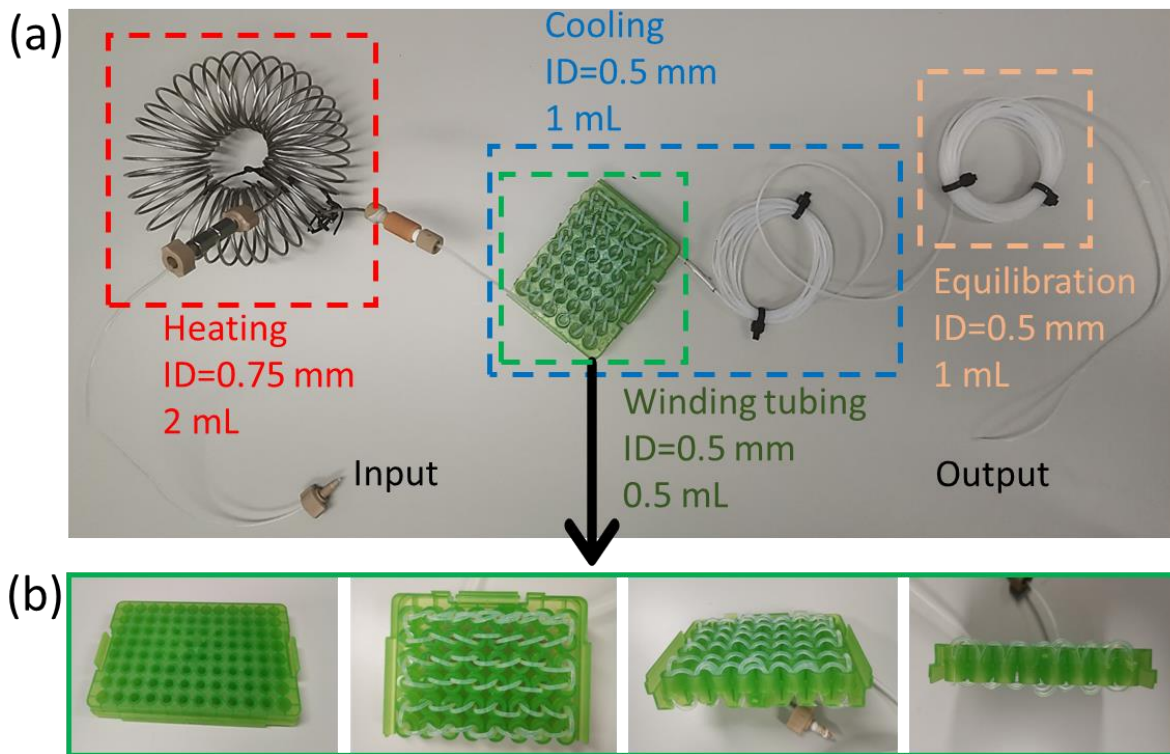 (a)
Cooling
ID=0.5 mm
1 mL
Heating
ID=0.75 mm
2 mL
Equilibration
ID=0.5 mm
1 mL
Winding tubing
ID=0.5 mm
0.5 mL
Input
Output
(b)